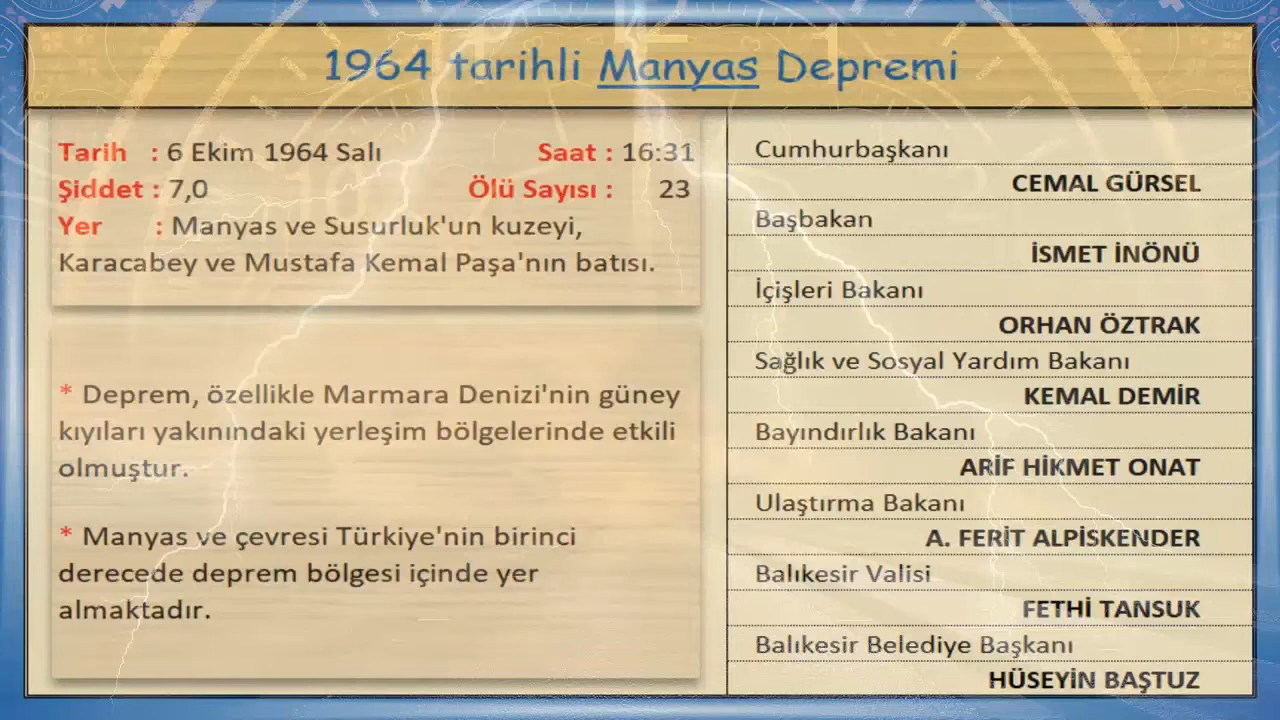 1964 tarihli Manyas Depremi
Tarih : 6 Ekim 1964 Salı Saat : 16:31
Şiddet : 7,0 Ölü Sayısı : 23
Yer : Manyas ve Susurluk'un kuzeyi,
Karacabey ve Mustafa Kemal Paşa'nın batısı.
* Deprem, özellikle Marmara Denizi'nin güney
kıyıları yakınındaki yerleşim bölgelerinde etkili
olmuştur.
* Manyas ve çevresi Türkiye'nin birinci
derecede deprem bölgesi içinde yer
almaktadır.
Cumhurbaşkanı
CEMAL GÜRSEL
Başbakan
İSMET İNÖNÜ
İçişleri Bakanı
ORHAN ÖZTRAK
Sağlık ve Sosyal Yardım Bakanı
KEMAL DEMİR
Bayındırlık Bakanı
ARİF HİKMET ONAT
Ulaştırma Bakanı
A. FERİT ALPİSKENDER
Balıkesir Valisi
FETHİ TANSUK
Balıkesir Belediye Başkanı
HÜSEYİN BAŞTUZ